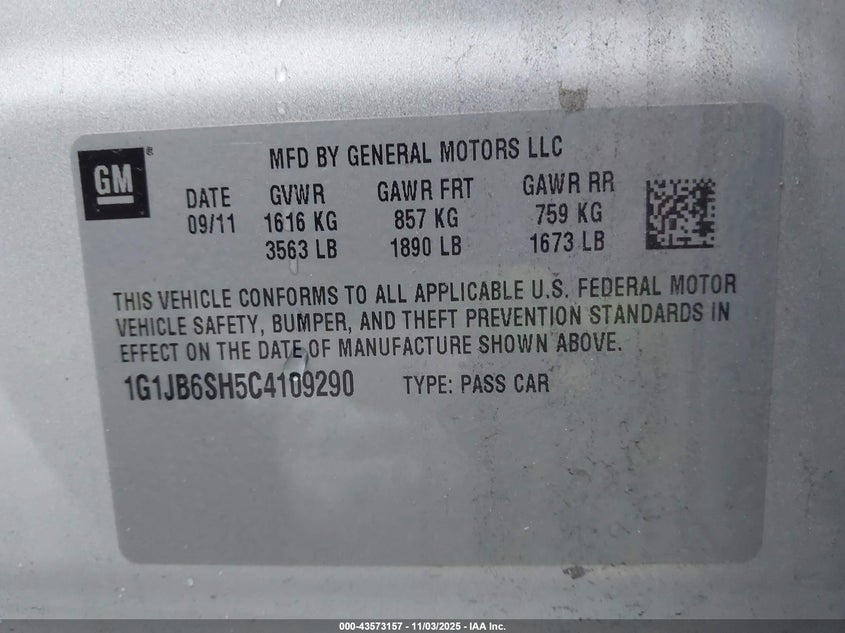 GM
MFD BY GENERAL MOTORS LLC
DATE GVWR GAWR FRT GAWR RR
09/11 1616 KG 857 KG 759 KG
3563 LB 1890 LB 1673 LB
THIS VEHICLE CONFORMS TO ALL APPLICABLE U.S. FEDERAL MOTOR
VEHICLE SAFETY, BUMPER, AND THEFT PREVENTION STANDARDS IN
EFFECT ON THE DATE OF MANUFACTURE SHOWN ABOVE.
1G1JB6SH5C4109290 TYPE: PASS CAR
000-43573157 - 11/03/2025 - IAA Inc.